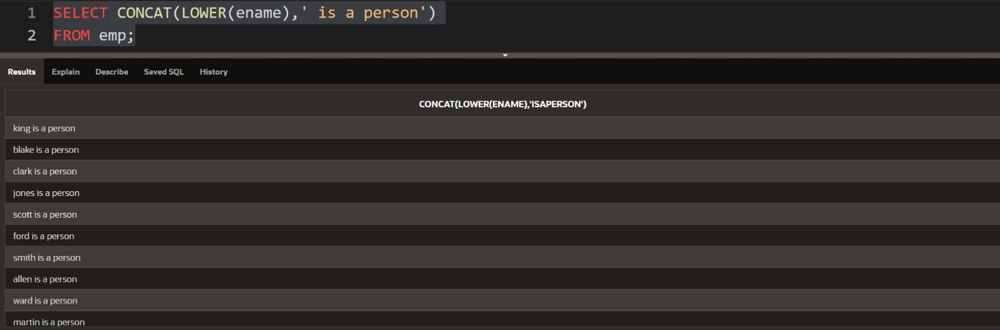 1 SELECT CONCAT(LOWER(ename),' is a person')
2 FROM emp;
Results Explain Describe Saved SQL History
CONCAT(LOWER(ENAME),'ISAPERSON')
king is a person
blake is a person
clark is a person
jones is a person
scott is a person
ford is a person
smith is a person
allen is a person
ward is a person
martin is a person